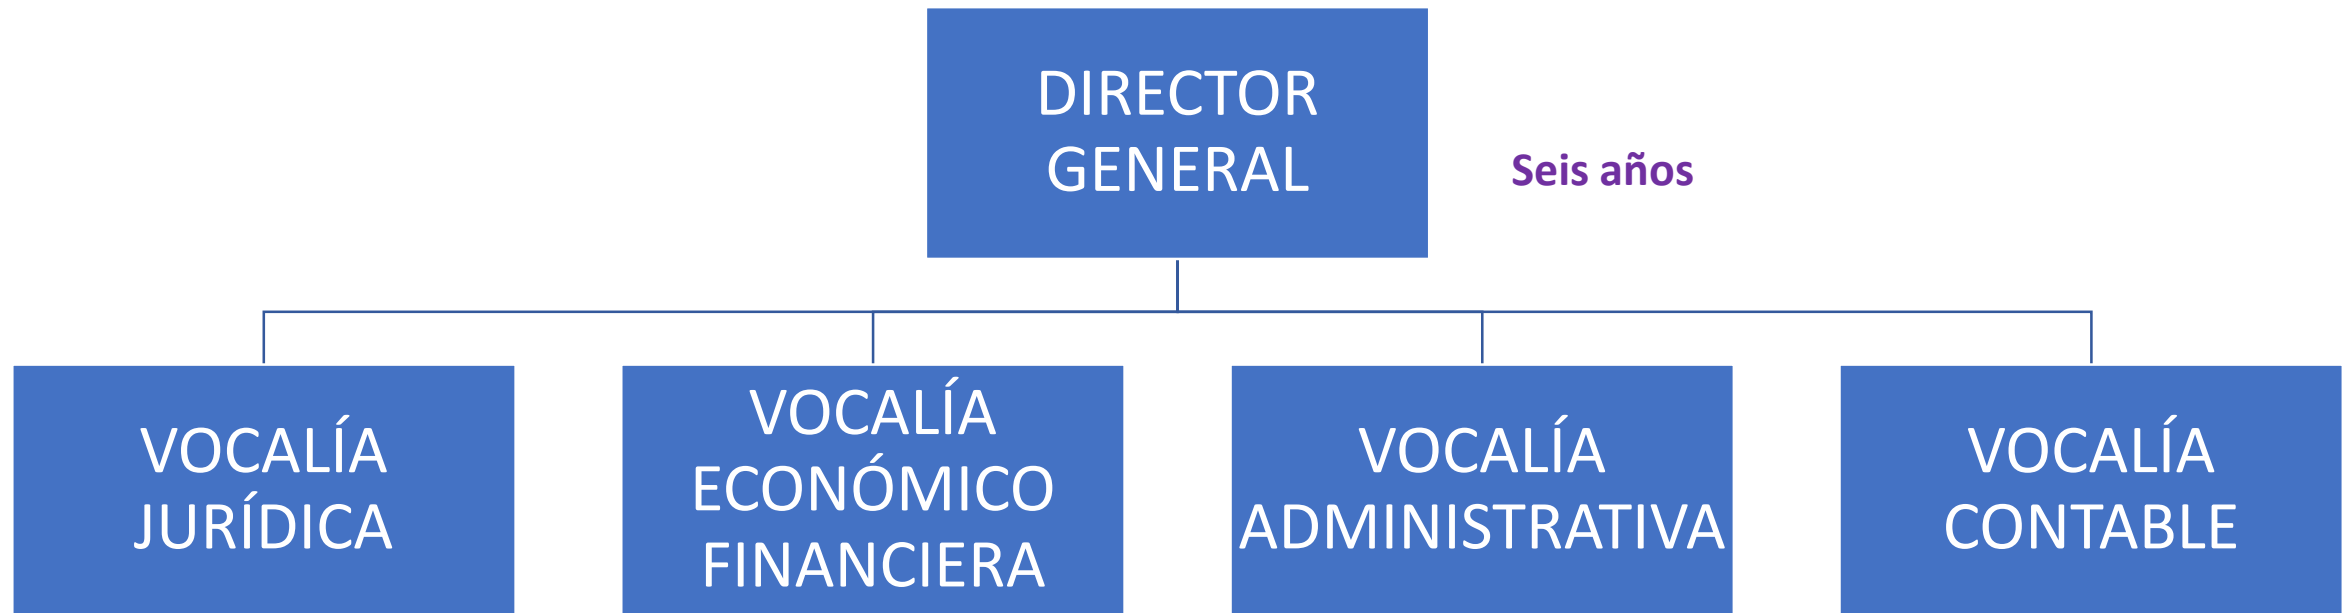 DIRECTOR
GENERAL
Seis años
VOCALÍA
JURÍDICA
VOCALÍA
ECONÓMICO
FINANCIERA
VOCALÍA
ADMINISTRATIVA
VOCALÍA
CONTABLE